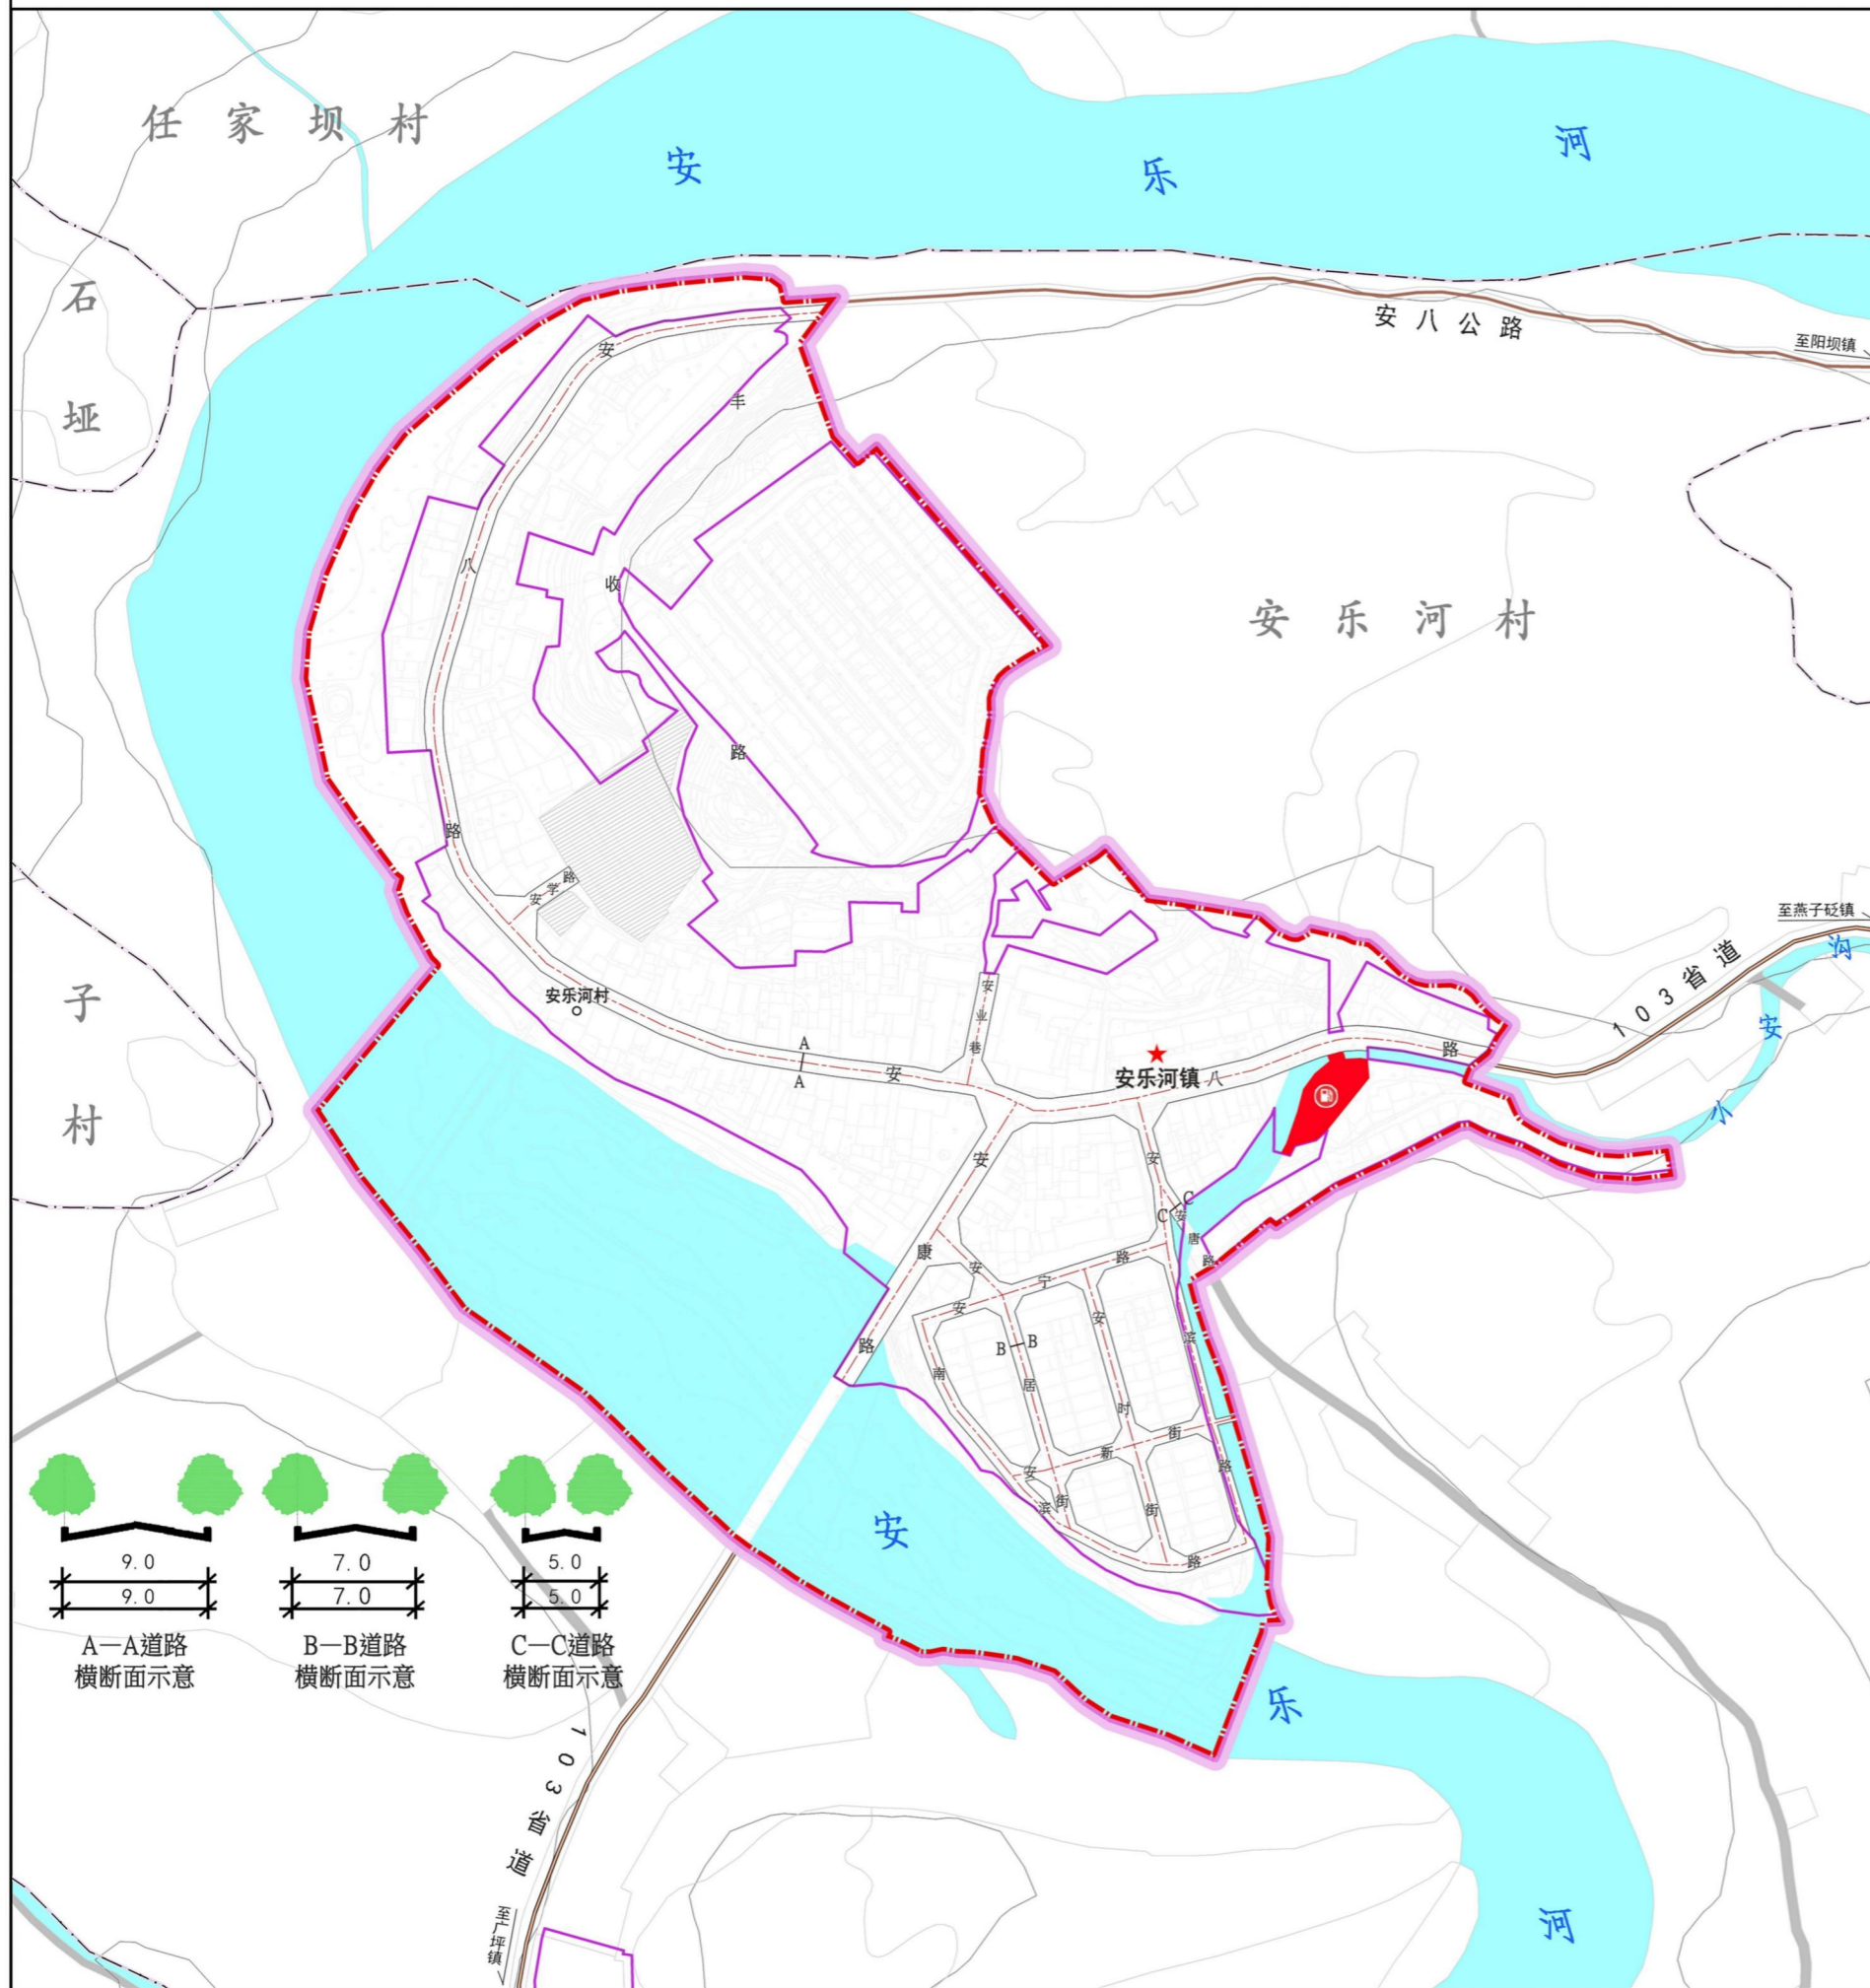 任家坝村
安乐河
石垭子村
安八公路
至阳坝镇
安八路
丰收路
安乐河村
至燕子砭镇
103省道
小安沟
安学路
安乐河村
安业巷
A
A
安乐河镇
安八路
安康路
安
C
C
安唐路
安宁路
安居街
B
B
安时街
滨路
安新街
安南滨路
安乐河
9.0
9.0
A—A道路
横断面示意
7.0
7.0
B—B道路
横断面示意
5.0
5.0
C—C道路
横断面示意
103省道
至广坪镇